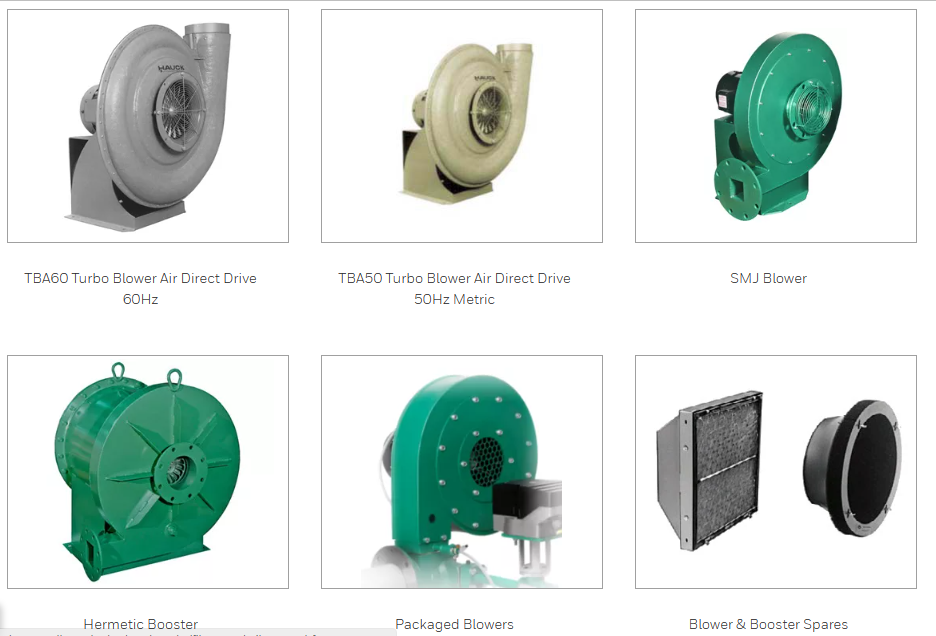 HAUCK
HAUCK
TBA60 Turbo Blower Air Direct Drive
60Hz
TBA50 Turbo Blower Air Direct Drive
50Hz Metric
SMJ Blower
Hermetic Booster
Packaged Blowers
Blower & Booster Spares